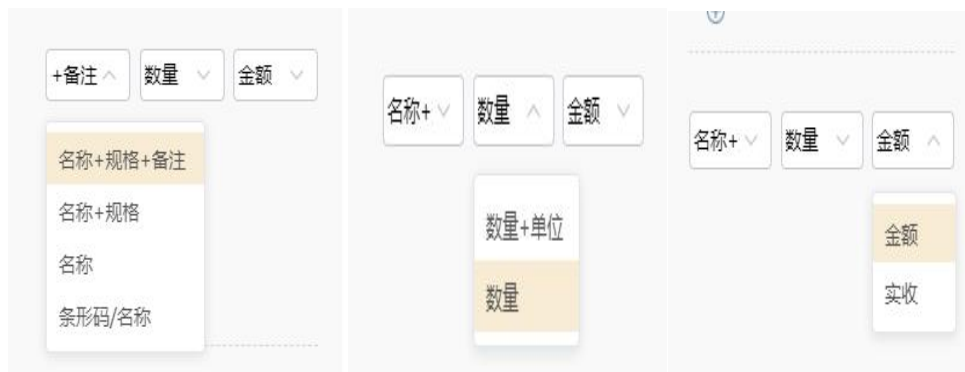 +备注 数量 金额
名称+规格+备注
名称+规格
名称
条形码/名称
名称+ 数量 金额
数量+单位
数量
名称+ 数量 金额
金额
实收